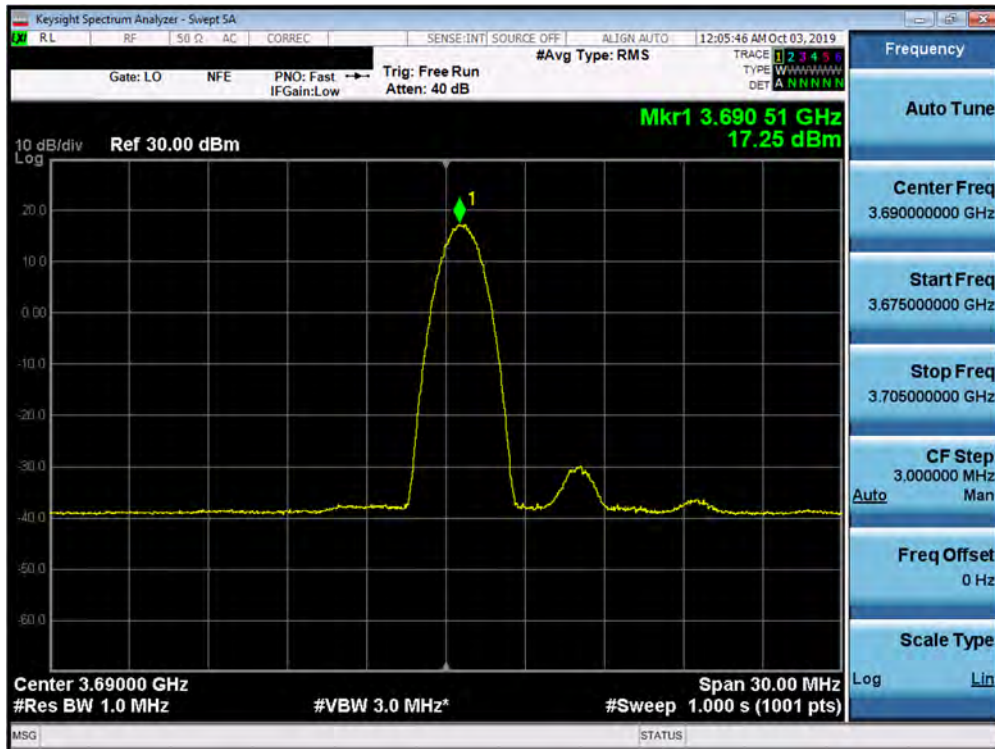 Keysight Spectrum Analyzer - Swept SA
RL RF 50 Ω AC CORREC SENSE:INT SOURCE OFF ALIGN AUTO 12:05:46 AM Oct 03, 2019
#Avg Type: RMS
TRACE 1 2 3 4 5 6
Gate: LO NFE PNO: Fast Trig: Free Run
TYPE WWWWWW
IFGain:Low Atten: 40 dB
DET A N N N N N
Mkr1 3.690 51 GHz
17.25 dBm
10 dB/div Ref 30.00 dBm
Log
1
20.0
10.0
0.00
-10.0
-20.0
-30.0
-40.0
-50.0
-60.0
Center 3.69000 GHz Span 30.00 MHz
#Res BW 1.0 MHz #VBW 3.0 MHz* #Sweep 1.000 s (1001 pts)
MSG STATUS
Frequency
Auto Tune
Center Freq
3.690000000 GHz
Start Freq
3.675000000 GHz
Stop Freq
3.705000000 GHz
CF Step
3.000000 MHz
Auto Man
Freq Offset
0 Hz
Scale Type
Log Lin